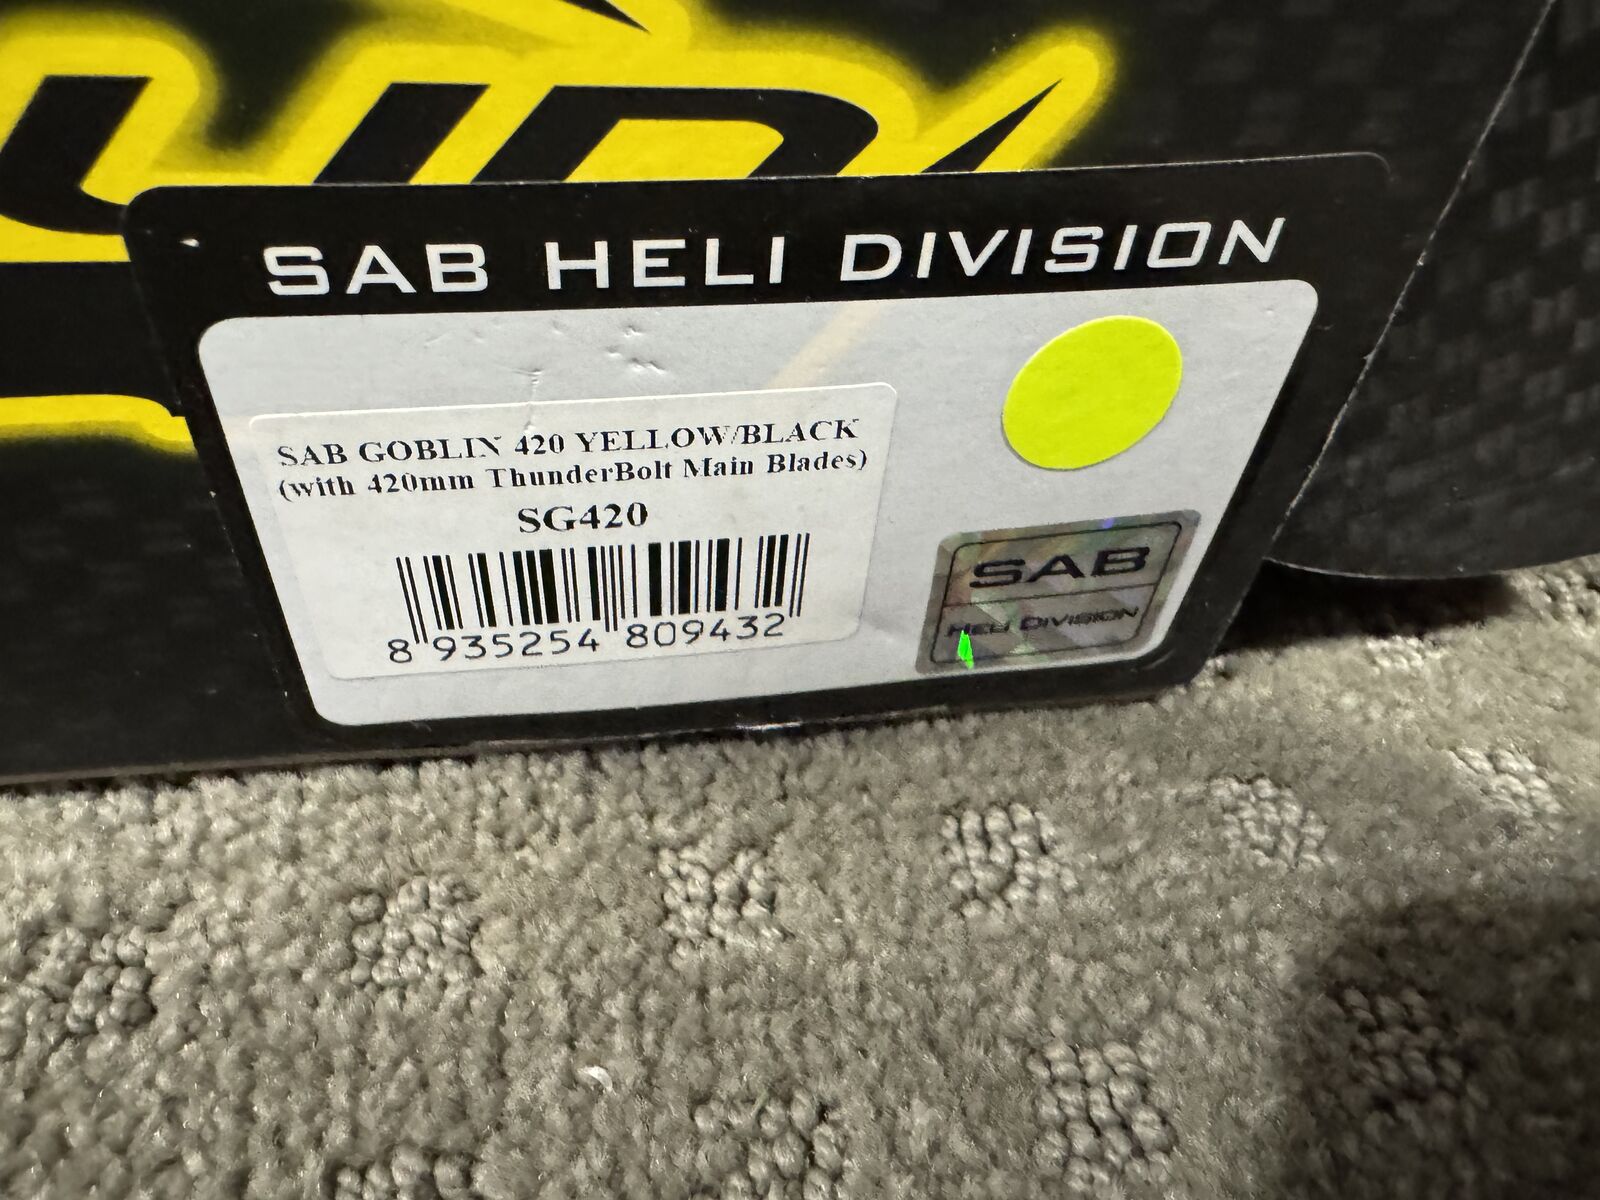 SAB HELI DIVISION
SAB GOBLIN 420 YELLOW/BLACK
(with 420mm ThunderBolt Main Blades)
SG420
8 935254 809432
SAB
HELI DIVISION